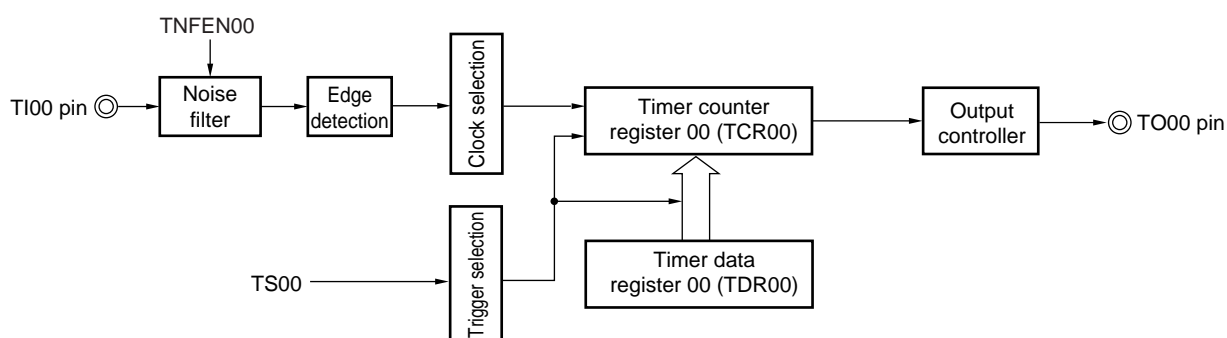 TNFEN00
TI00 pin
Noise
filter
Edge
detection
Clock selection
Timer counter
register 00 (TCR00)
Output
controller
TO00 pin
TS00
Trigger selection
Timer data
register 00 (TDR00)